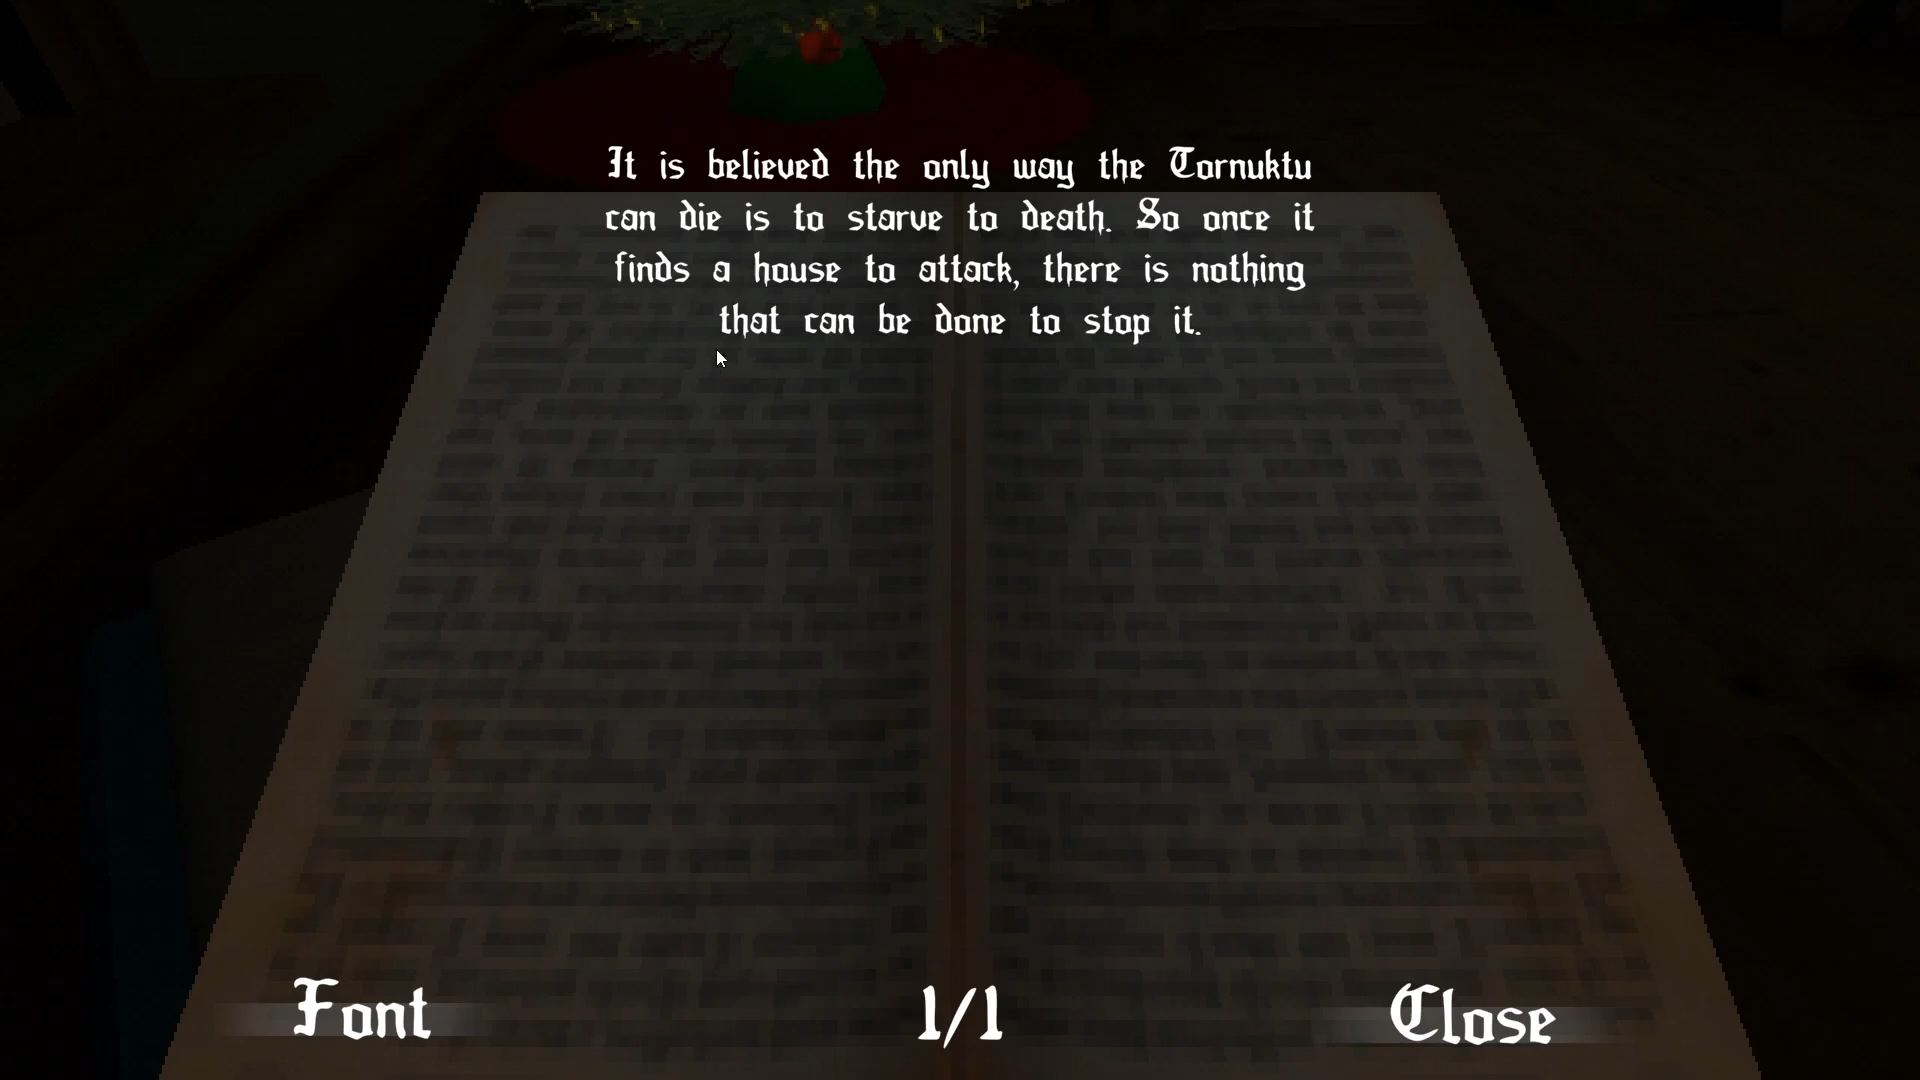 It is believed the only way the Tornuktu
can die is to starve to death. So once it
finds a house to attack, there is nothing
that can be done to stop it.
Font
1/1
Close